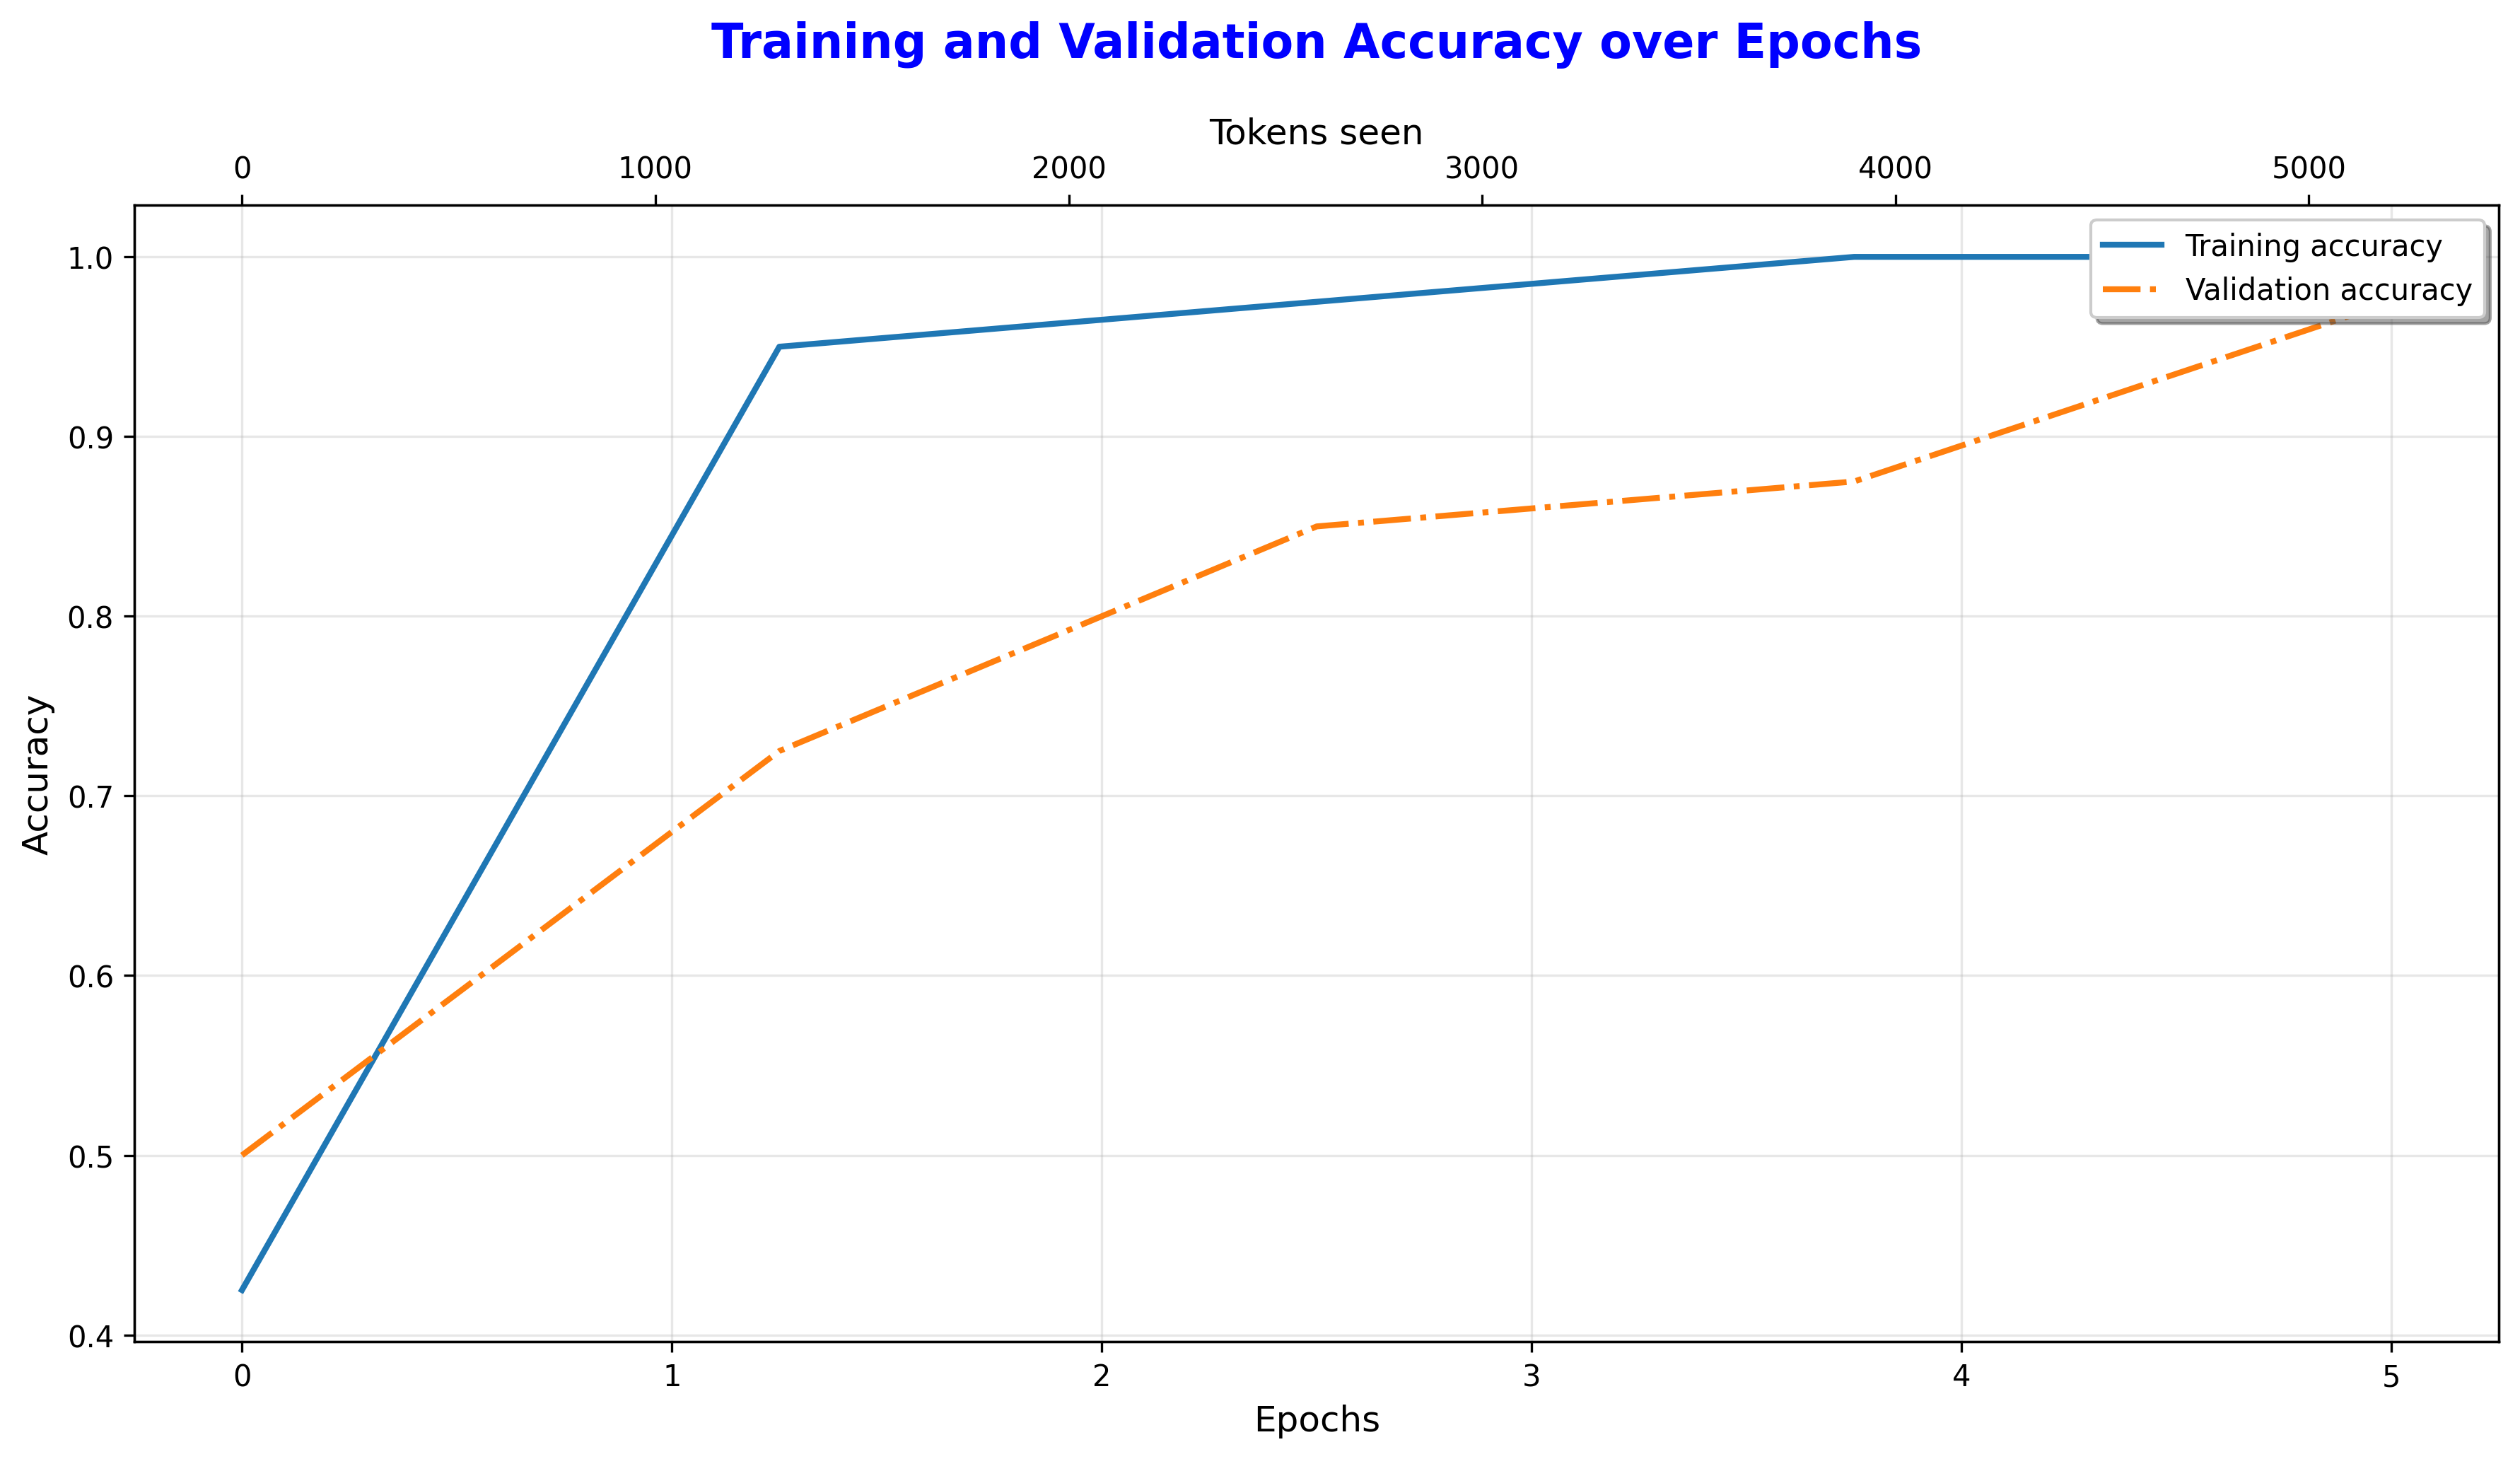 Training and Validation Accuracy over Epochs
Tokens seen
0 1000 2000 3000 4000 5000
Training accuracy
Validation accuracy
1.0
0.9
0.8
0.7
0.6
0.5
0.4
Accuracy
0 1 2 3 4 5
Epochs